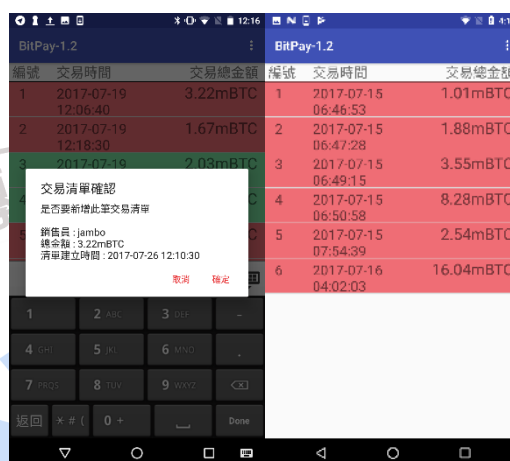 12:16
BitPay-1.2
編號 交易時間 交易總金額
1 2017-07-19 12:06:40 3.22mBTC
2 2017-07-19 12:18:30 1.67mBTC
3 2017-07-19 2.03mBTC
4
5
交易清單確認
是否要新增此筆交易清單
銷售員 : jambo
總金額 : 3.22mBTC
清單建立時間 : 2017-07-26 12:10:30
取消 確定
1 2 ABC 3 DEF -
4 GHI 5 JKL 6 MNO .
7 PRQS 8 TUV 9 WXYZ
返回 * # ( 0 + Done
BitPay-1.2
編號 交易時間 交易總金額
1 2017-07-15 06:46:53 1.01mBTC
2 2017-07-15 06:47:28 1.88mBTC
3 2017-07-15 06:49:15 3.55mBTC
4 2017-07-15 06:50:58 8.28mBTC
5 2017-07-15 07:54:39 2.54mBTC
6 2017-07-16 04:02:03 16.04mBTC